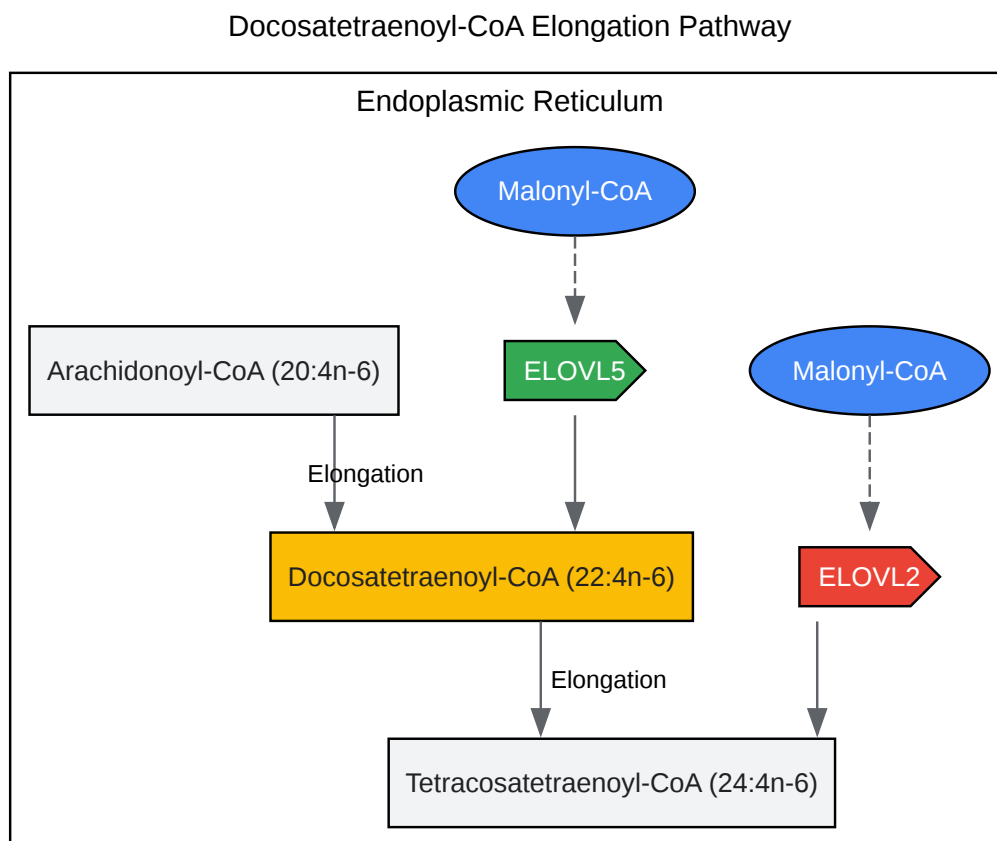 Docosatetraenoyl-CoA Elongation Pathway
Endoplasmic Reticulum
Malonyl-CoA
Arachidonoyl-CoA (20:4n-6)
ELOVL5
Malonyl-CoA
Elongation
Docosatetraenoyl-CoA (22:4n-6)
ELOVL2
Elongation
Tetracosatetraenoyl-CoA (24:4n-6)